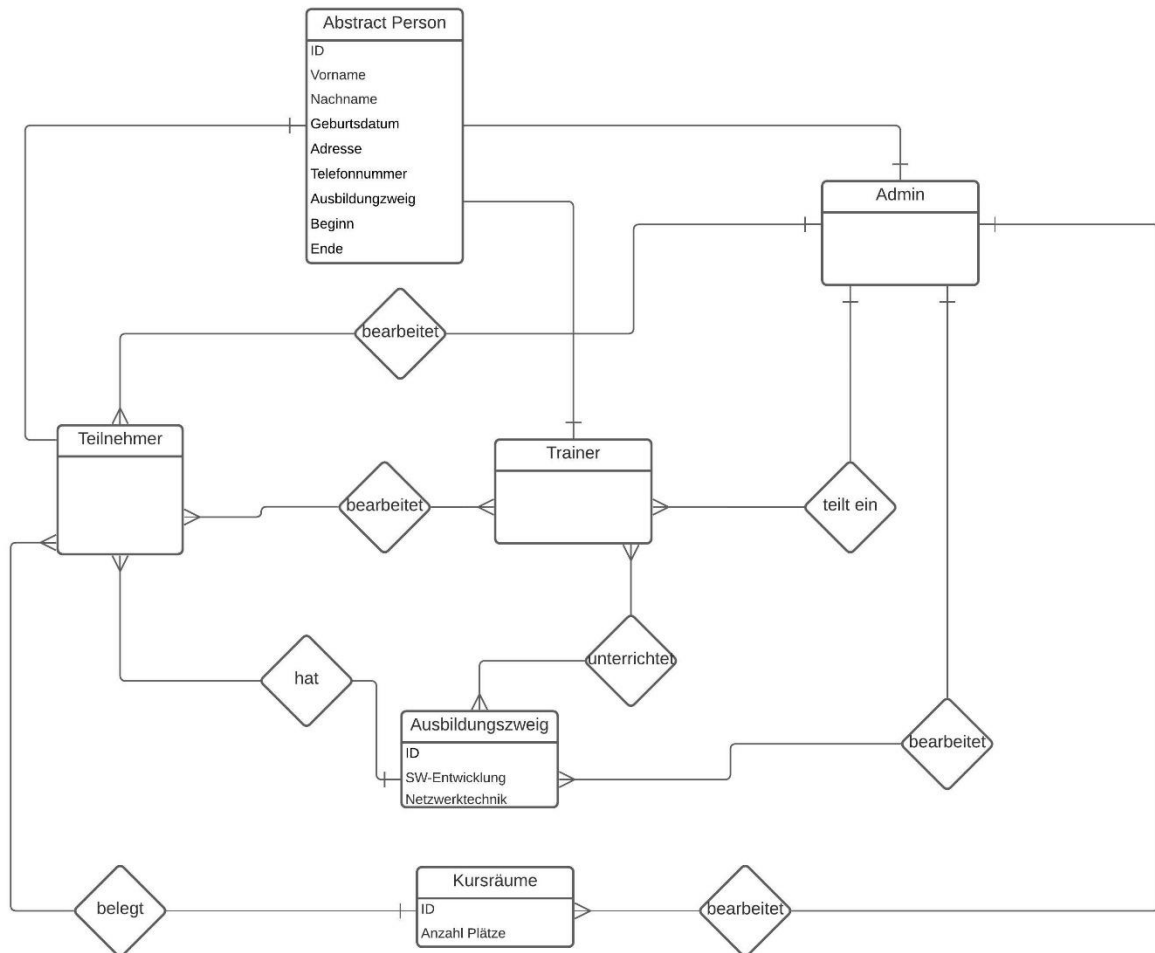 Abstract Person
ID
Vorname
Nachname
Geburtsdatum
Adresse
Telefonnummer
Ausbildungzweig
Beginn
Ende
Admin
bearbeitet
Teilnehmer
Trainer
bearbeitet
teilt ein
hat
unterrichtet
Ausbildungszweig
ID
SW-Entwicklung
Netzwerktechnik
bearbeitet
Kursräume
ID
Anzahl Plätze
belegt
bearbeitet